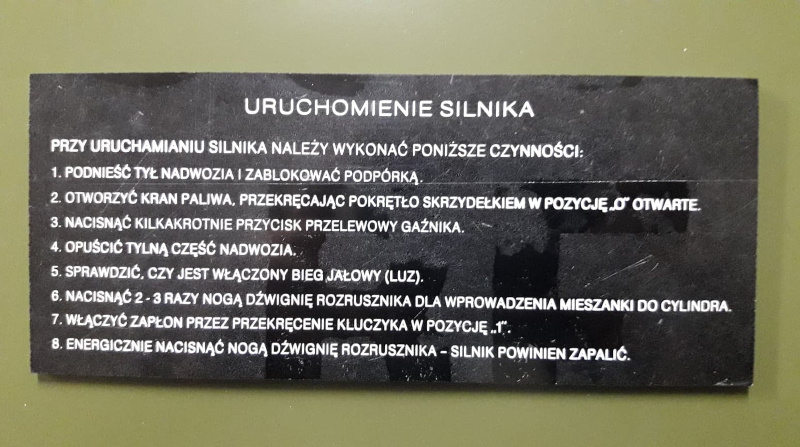 URUCHOMIENIE SILNIKA
PRZY URUCHAMIANIU SILNIKA NALEŻY WYKONAĆ PONIŻSZE CZYNNOŚCI:
1. PODNIEŚĆ TYŁ NADWOZIA I ZABLOKOWAĆ PODPÓRKĄ.
2. OTWORZYĆ KRAN PALIWA, PRZEKRĘCAJĄC POKRĘTŁO SKRZYDEŁKIEM W POZYCJĘ „O” OTWARTE.
3. NACISNĄĆ KILKAKROTNIE PRZYCISK PRZELEWOWY GAŹNIKA.
4. OPUŚCIĆ TYLNĄ CZĘŚĆ NADWOZIA.
5. SPRAWDZIĆ, CZY JEST WŁĄCZONY BIEG JAŁOWY (LUZ).
6. NACISNĄĆ 2 - 3 RAZY NOGĄ DŹWIGNIĘ ROZRUSZNIKA DLA WPROWADZENIA MIESZANKI DO CYLINDRA.
7. WŁĄCZYĆ ZAPŁON PRZEZ PRZEKRĘCENIE KLUCZYKA W POZYCJĘ „1”.
8. ENERGICZNIE NACISNĄĆ NOGĄ DŹWIGNIĘ ROZRUSZNIKA – SILNIK POWINIEN ZAPALIĆ.